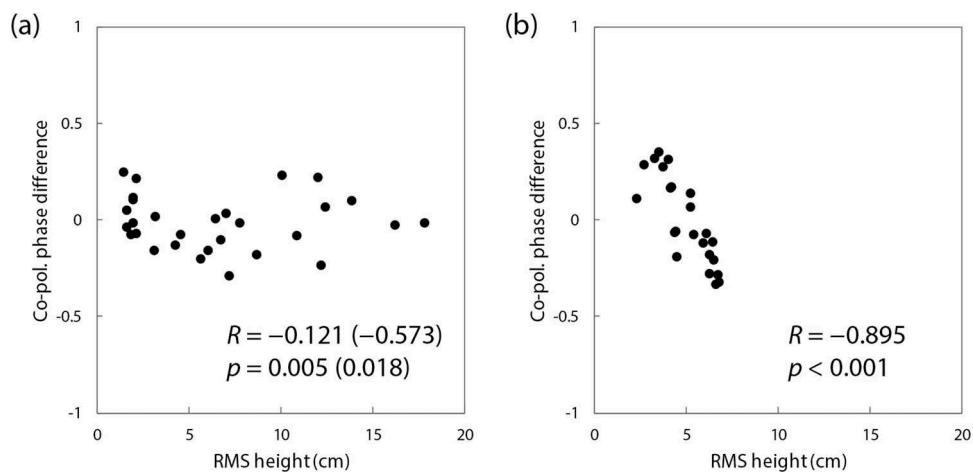 (a)
Co-pol. phase difference
1
0.5
0
-0.5
-1
R = −0.121 (−0.573)
p = 0.005 (0.018)
0 5 10 15 20
RMS height (cm)
(b)
Co-pol. phase difference
1
0.5
0
-0.5
-1
R = −0.895
p < 0.001
0 5 10 15 20
RMS height (cm)